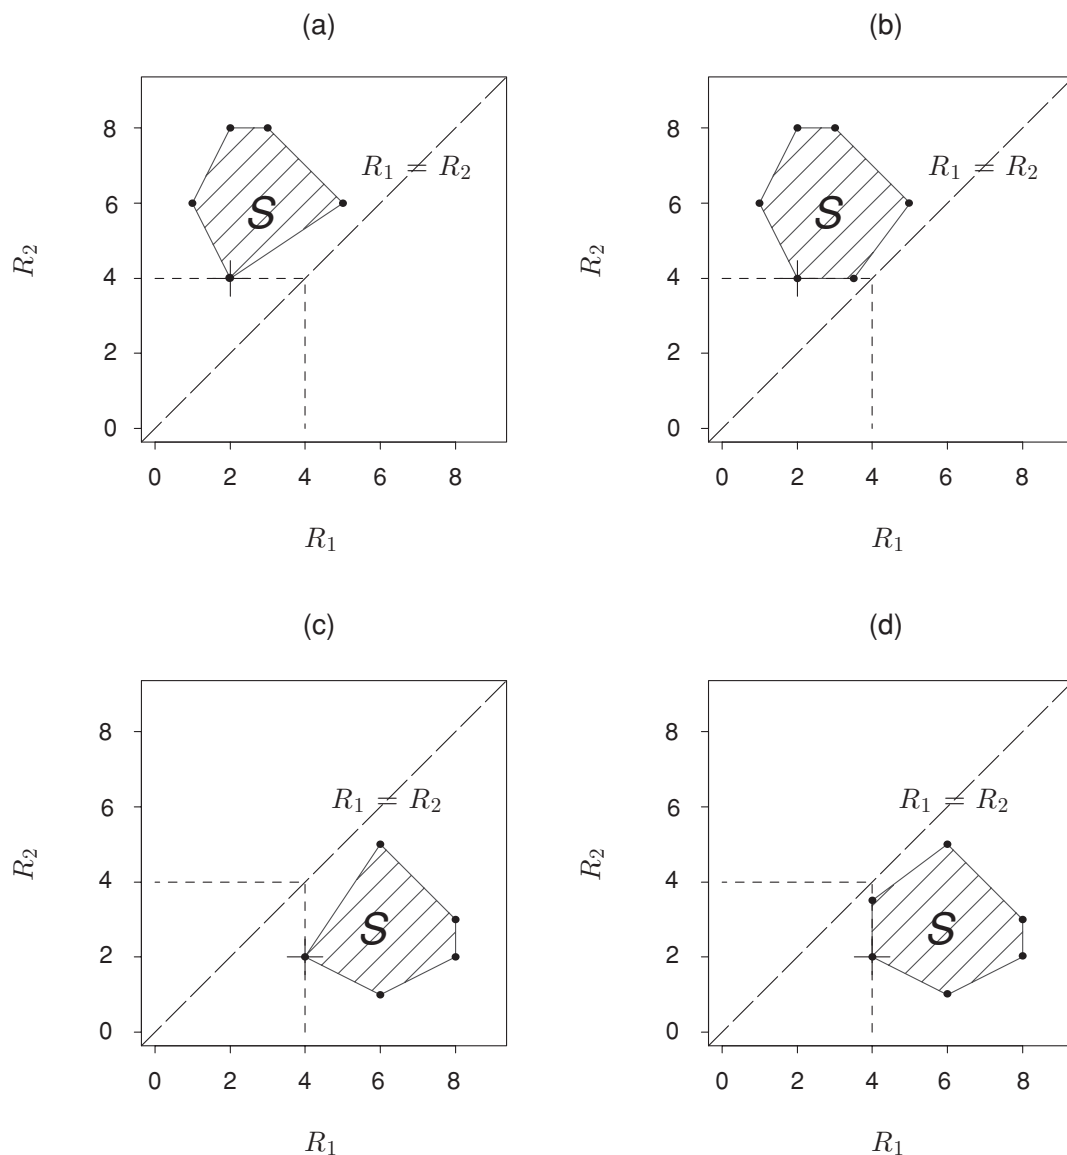 (a) (b)
8 8
R₁ = R₂ R₁ = R₂
6 6
S S
R₂ R₂
4 4
2 2
0 0
0 2 4 6 8 0 2 4 6 8
R₁ R₁
(c) (d)
8 8
R₁ = R₂ R₁ = R₂
6 6
R₂ R₂
4 4
S S
2 2
0 0
0 2 4 6 8 0 2 4 6 8
R₁ R₁